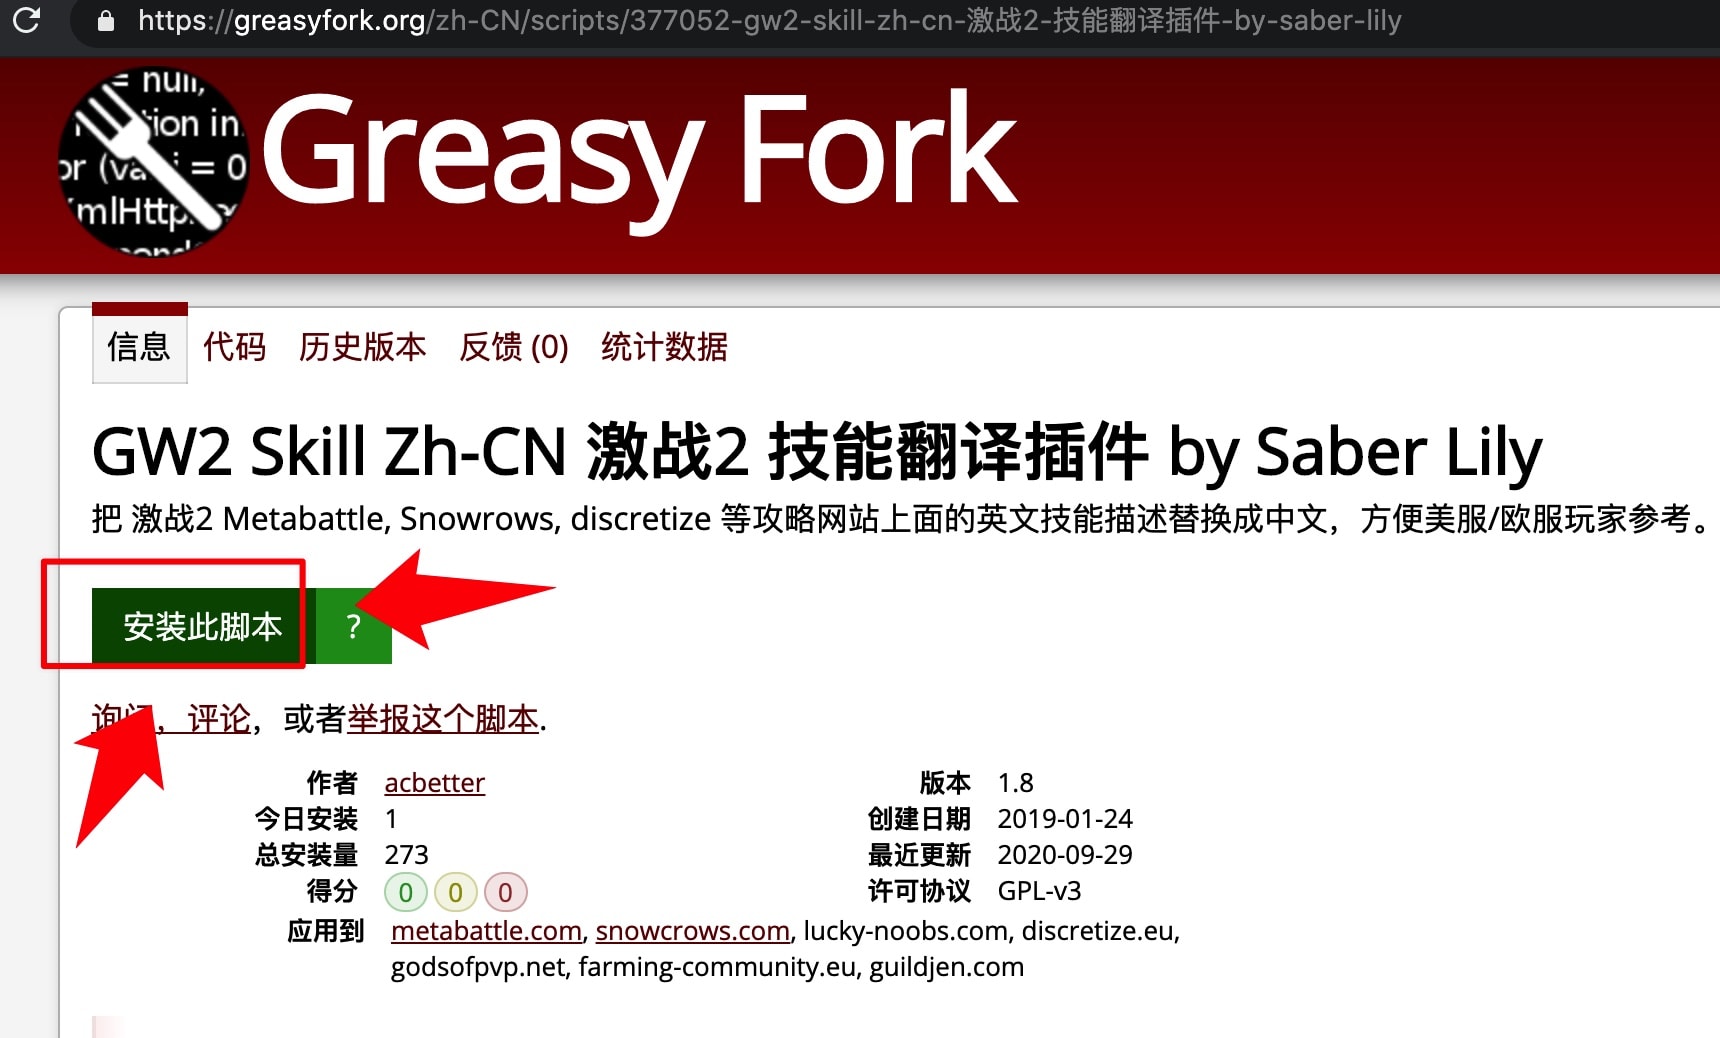 https://greasyfork.org/zh-CN/scripts/377052-gw2-skill-zh-cn-激战2-技能翻译插件-by-saber-lily
= null,
tion in
or (va i = 0
mlHttp
Greasy Fork
信息 代码 历史版本 反馈 (0) 统计数据
GW2 Skill Zh-CN 激战2 技能翻译插件 by Saber Lily
把 激战2 Metabattle, Snowrows, discretize 等攻略网站上面的英文技能描述替换成中文，方便美服/欧服玩家参考。
安装此脚本 ?
询问，评论，或者举报这个脚本.
作者 acbetter 版本 1.8
今日安装 1 创建日期 2019-01-24
总安装量 273 最近更新 2020-09-29
得分 0 0 0 许可协议 GPL-v3
应用到 metabattle.com, snowcrows.com, lucky-noobs.com, discretize.eu,
godsofpvp.net, farming-community.eu, guildjen.com